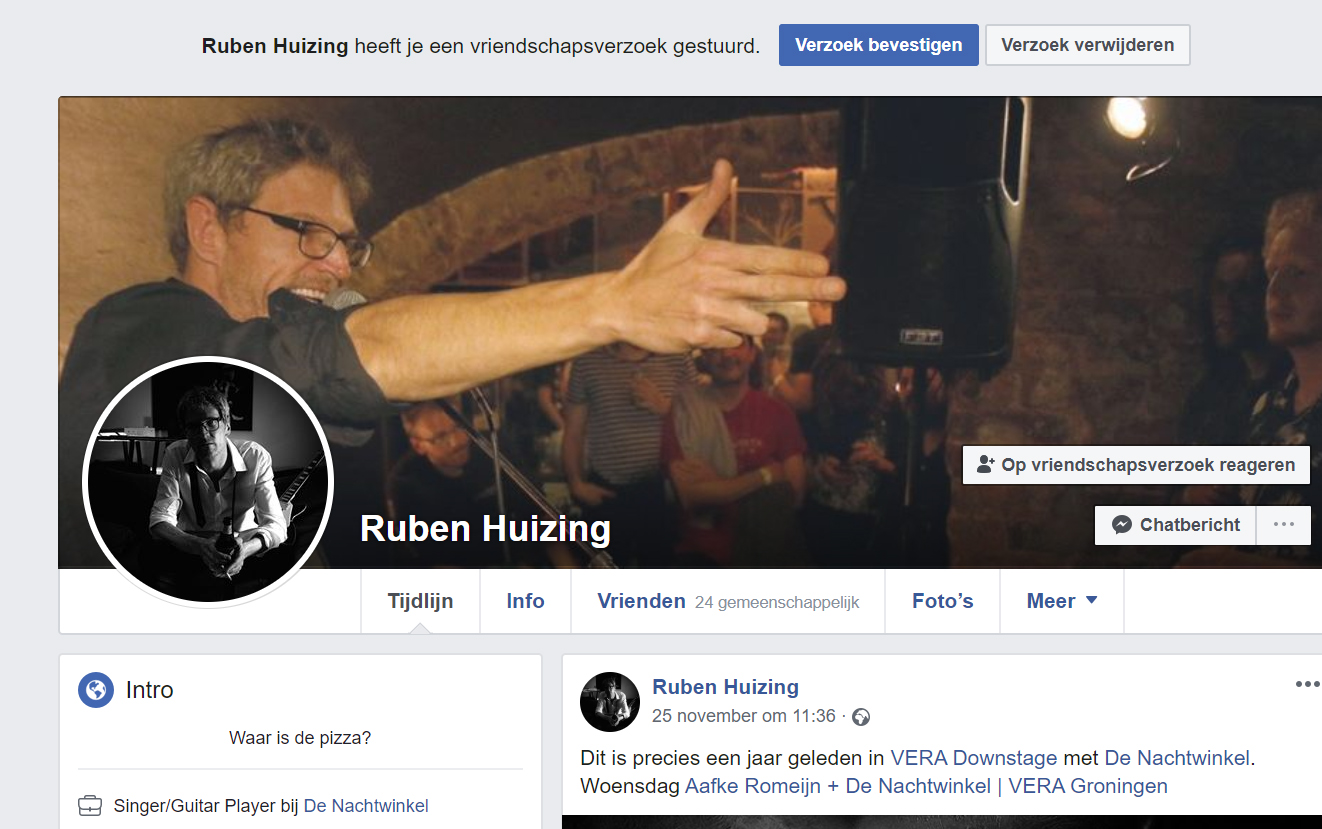 Ruben Huizing heeft je een vriendschapsverzoek gestuurd. Verzoek bevestigen Verzoek verwijderen
FBT
Op vriendschapsverzoek reageren
Ruben Huizing
Chatbericht
Tijdlijn Info Vrienden 24 gemeenschappelijk Foto’s Meer
Intro
Waar is de pizza?
Singer/Guitar Player bij De Nachtwinkel
Ruben Huizing
25 november om 11:36 ·
Dit is precies een jaar geleden in VERA Downstage met De Nachtwinkel.
Woensdag Aafke Romeijn + De Nachtwinkel | VERA Groningen